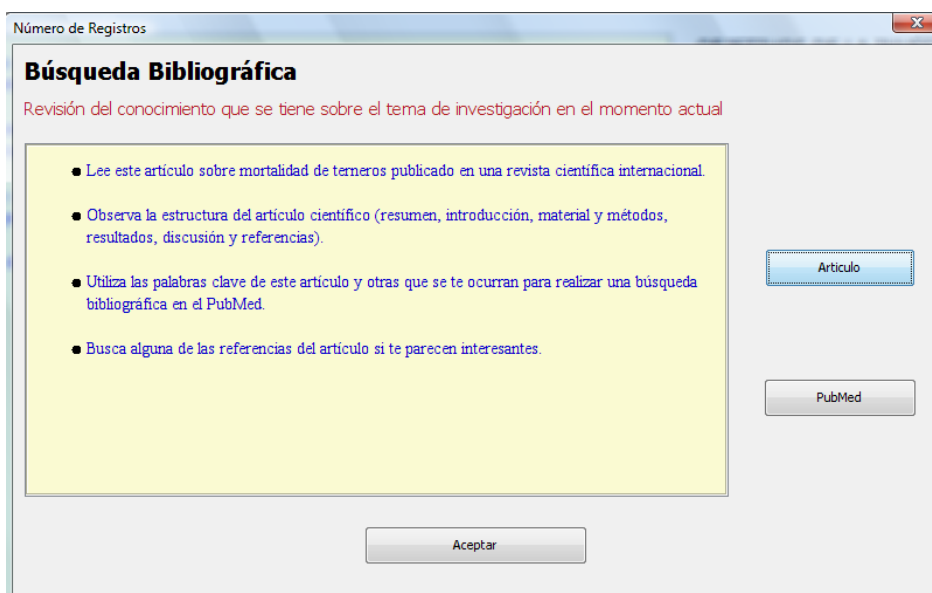 Número de Registros
Búsqueda Bibliográfica
Revisión del conocimiento que se tiene sobre el tema de investigación en el momento actual
● Lee este artículo sobre mortalidad de terneros publicado en una revista científica internacional.
● Observa la estructura del artículo científico (resumen, introducción, material y métodos,
resultados, discusión y referencias).
● Utiliza las palabras clave de este artículo y otras que se te ocurran para realizar una búsqueda
bibliográfica en el PubMed.
● Busca alguna de las referencias del artículo si te parecen interesantes.
Articulo
PubMed
Aceptar